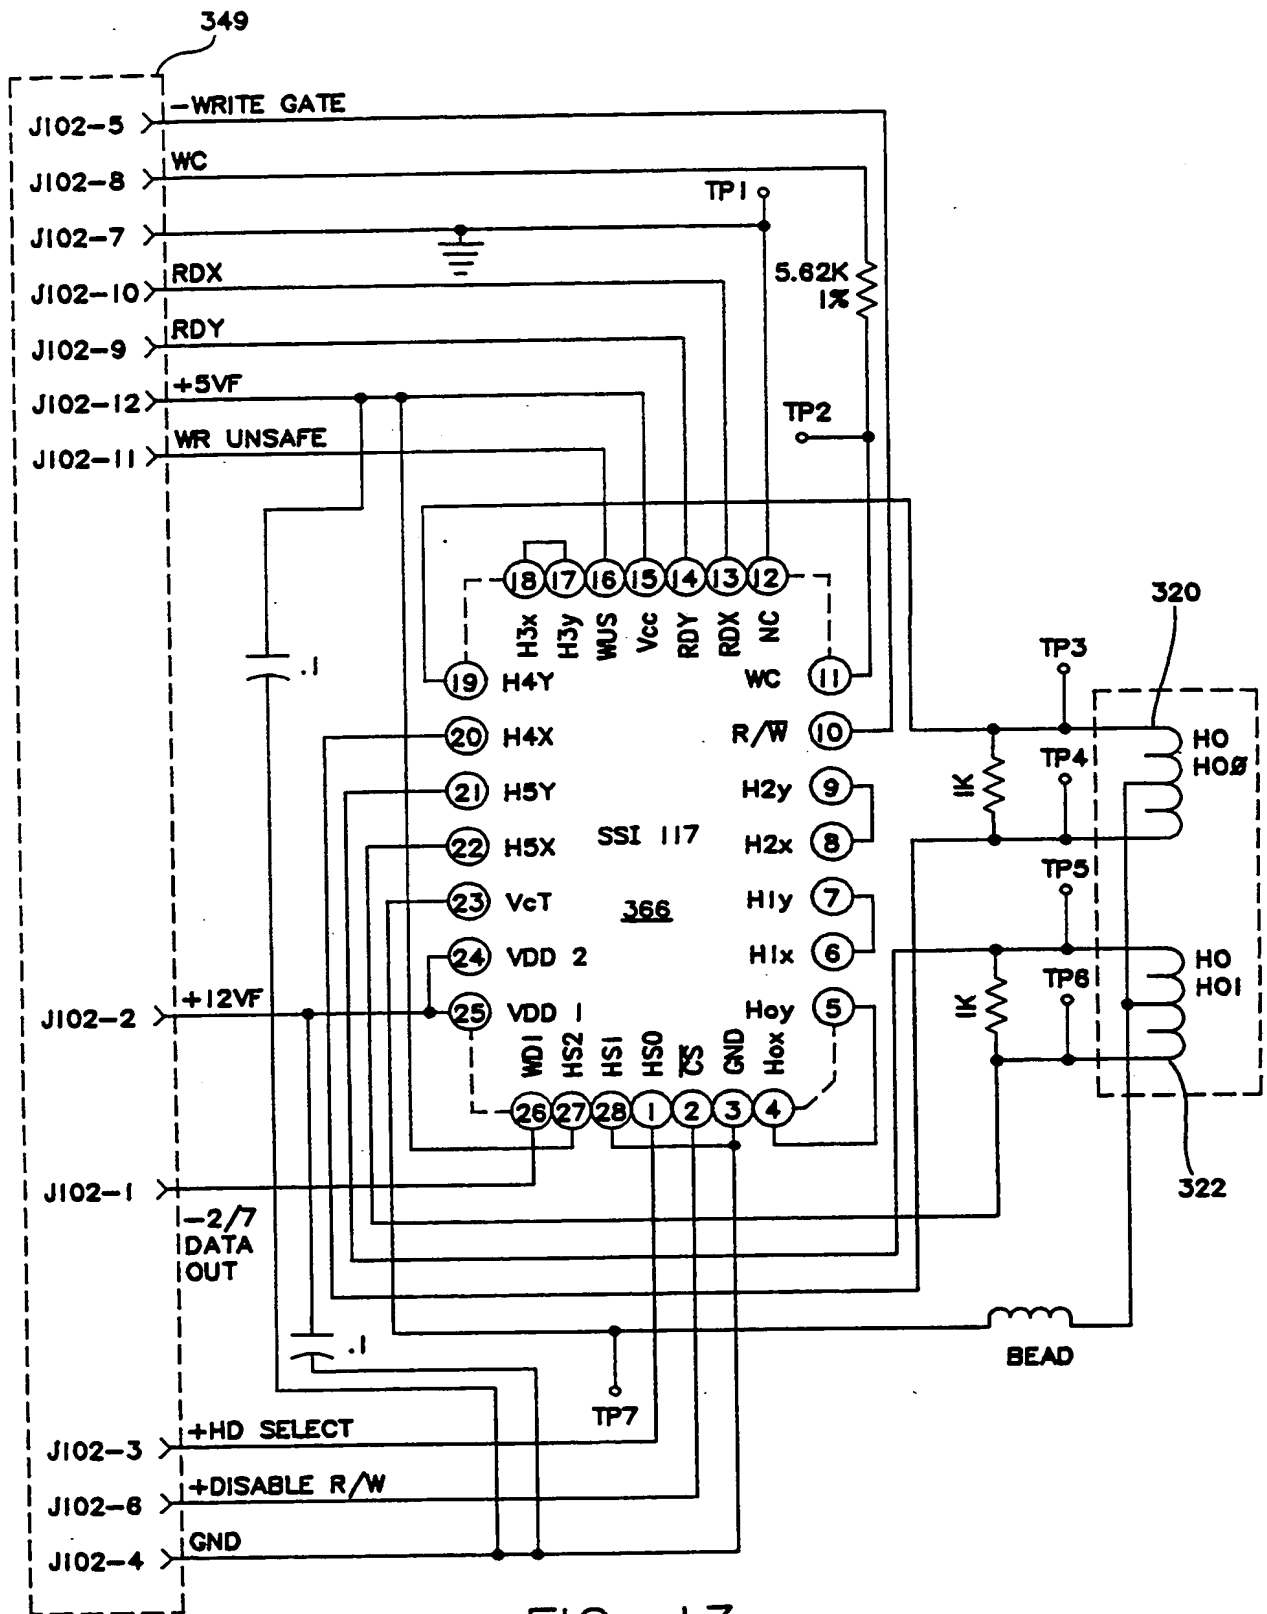 349
J102-5 -WRITE GATE
J102-8 WC
J102-7
TP1
J102-10 RDX
5.62K
1%
J102-9 RDY
J102-12 +5VF
TP2
J102-11 WR UNSAFE
18 17 16 15 14 13 12
H3x H3y WUS Vcc RDY RDX NC
320
.1
TP3
19 H4Y
WC 11
20 H4X
R/W 10
HO
HOØ
TP4
1K
21 H5Y
H2y 9
SSI 117
22 H5X
H2x 8
TP5
23 VcT
366
H1y 7
24 VDD 2
H1x 6
HO
HO1
TP6
1K
J102-2 +12VF
25 VDD 1
Hoy 5
WD1 HS2 HS1 HS0 CS GND Hox
26 27 28 1 2 3 4
J102-1
-2/7
DATA
OUT
322
.1
BEAD
TP7
J102-3 +HD SELECT
J102-6 +DISABLE R/W
J102-4 GND